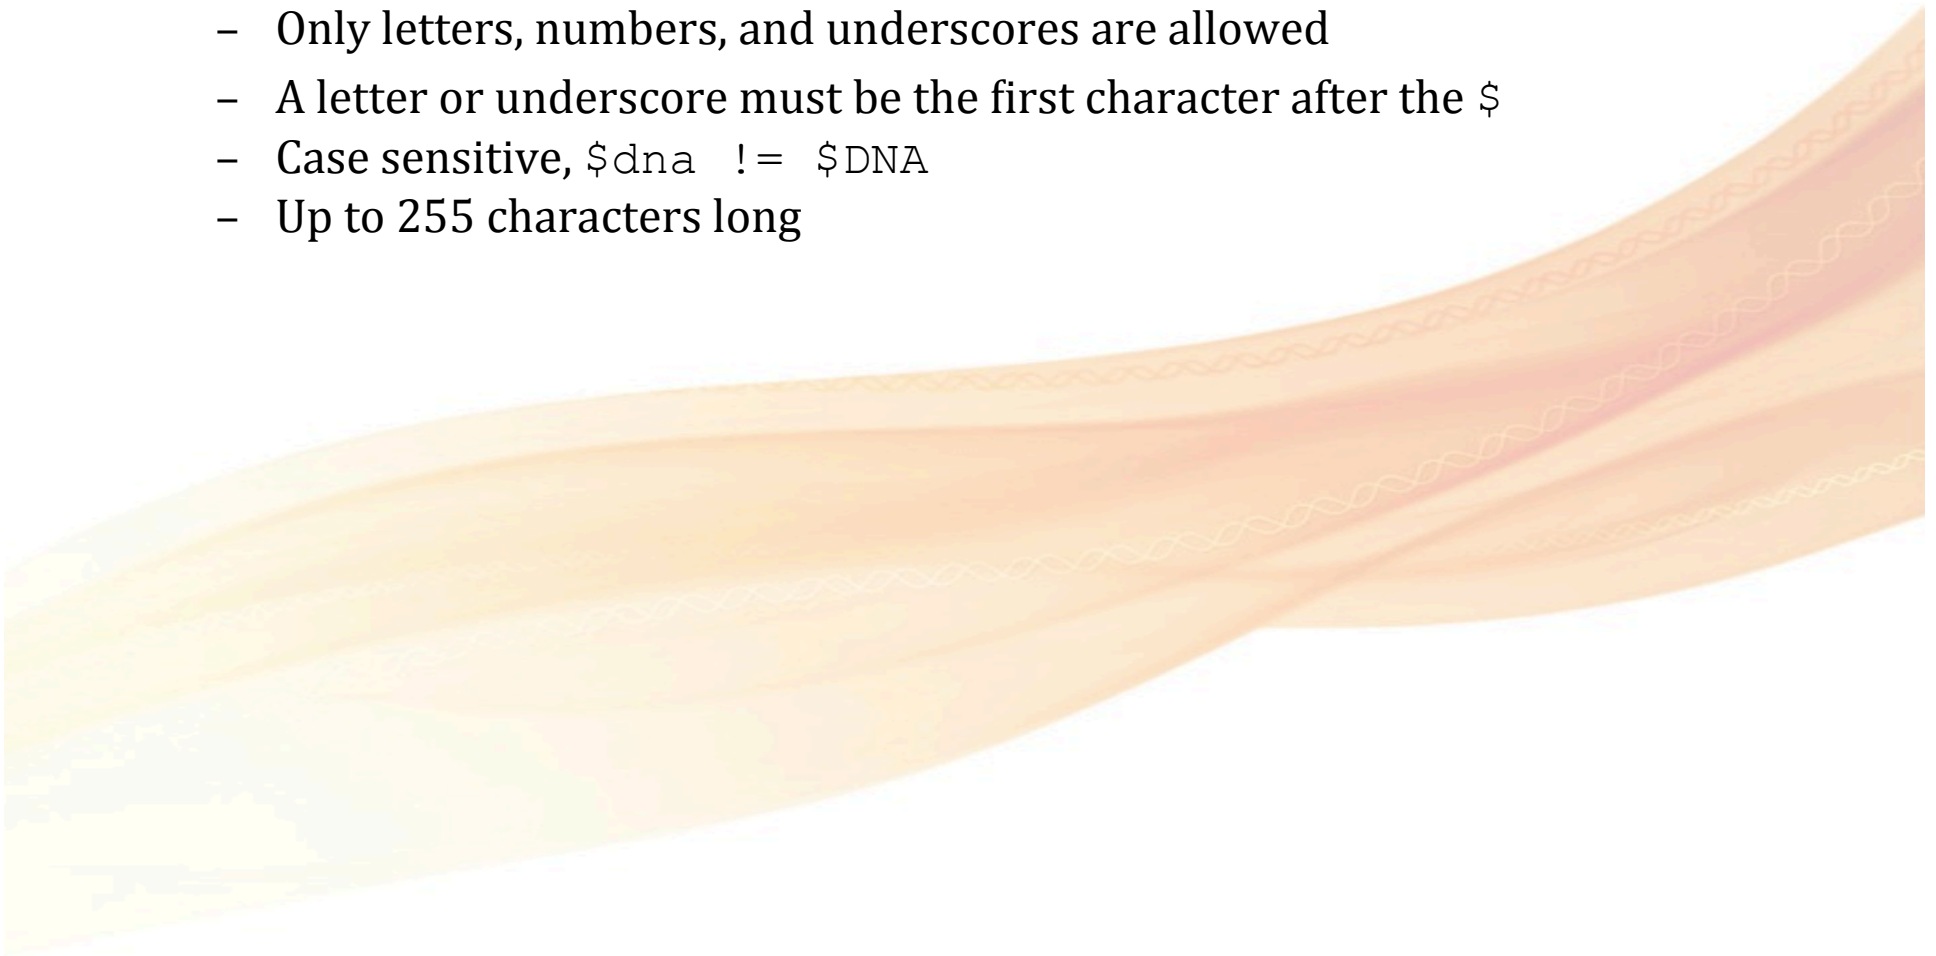 – Only letters, numbers, and underscores are allowed
– A letter or underscore must be the first character after the $
– Case sensitive, $dna != $DNA
– Up to 255 characters long